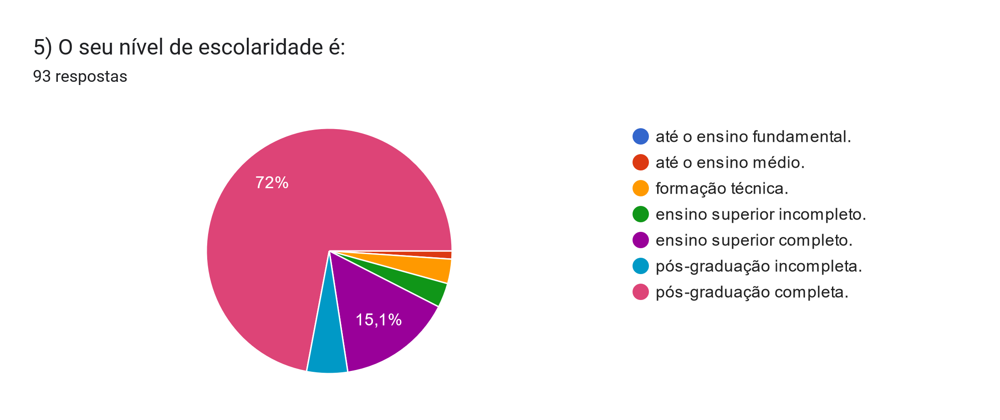 5) O seu nível de escolaridade é:
93 respostas
até o ensino fundamental.
até o ensino médio.
formação técnica.
ensino superior incompleto.
ensino superior completo.
pós-graduação incompleta.
pós-graduação completa.
72%
15,1%